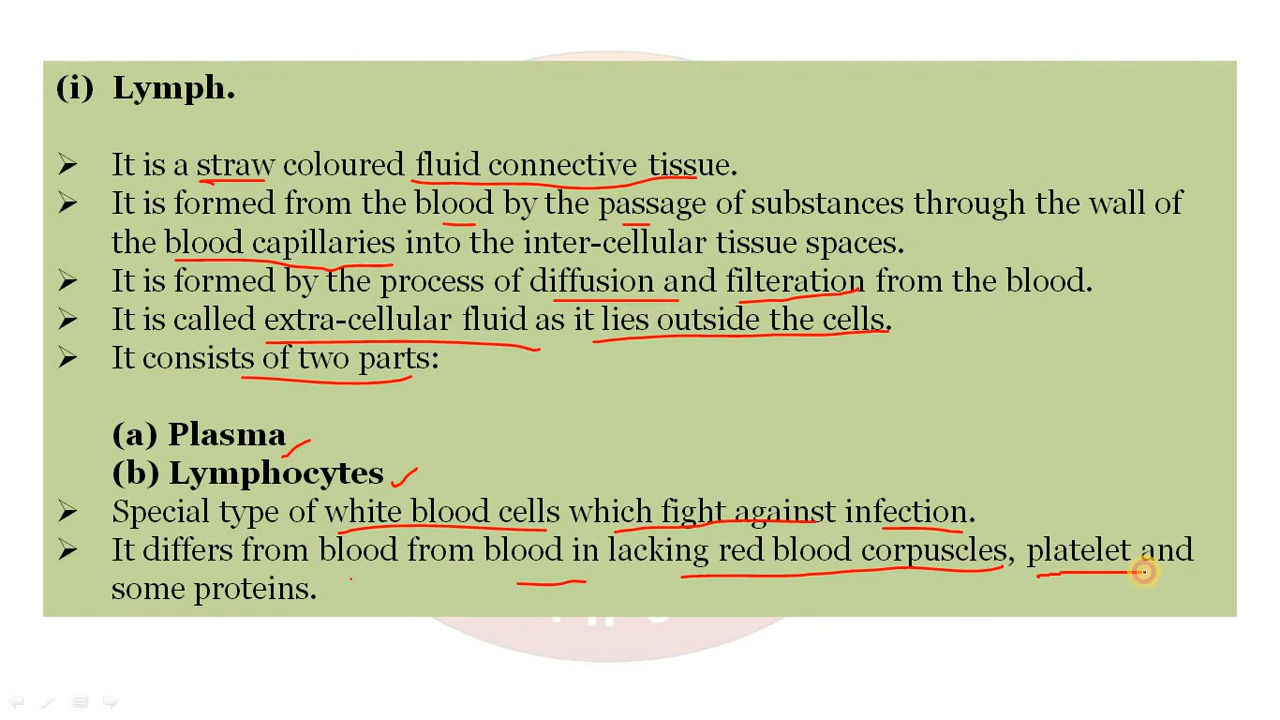 (i) Lymph.
➢ It is a straw coloured fluid connective tissue.
➢ It is formed from the blood by the passage of substances through the wall of
the blood capillaries into the inter-cellular tissue spaces.
➢ It is formed by the process of diffusion and filteration from the blood.
➢ It is called extra-cellular fluid as it lies outside the cells.
➢ It consists of two parts:
(a) Plasma
(b) Lymphocytes
➢ Special type of white blood cells which fight against infection.
➢ It differs from blood from blood in lacking red blood corpuscles, platelet and
some proteins.